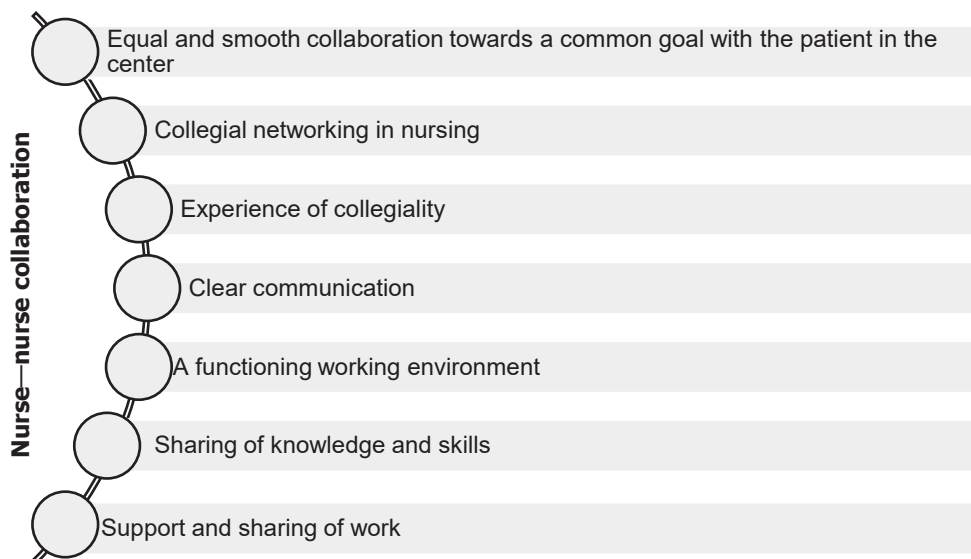 Nurse—nurse collaboration
Equal and smooth collaboration towards a common goal with the patient in the
center
Collegial networking in nursing
Experience of collegiality
Clear communication
A functioning working environment
Sharing of knowledge and skills
Support and sharing of work